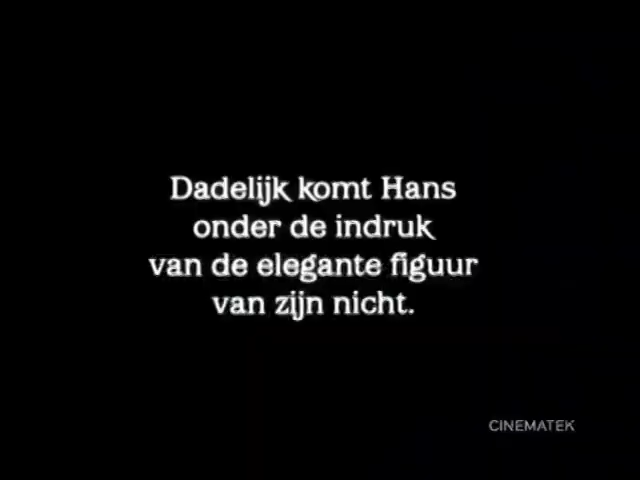 Dadelijk komt Hans
onder de indruk
van de elegante figuur
van zijn nicht.
CINEMATEK